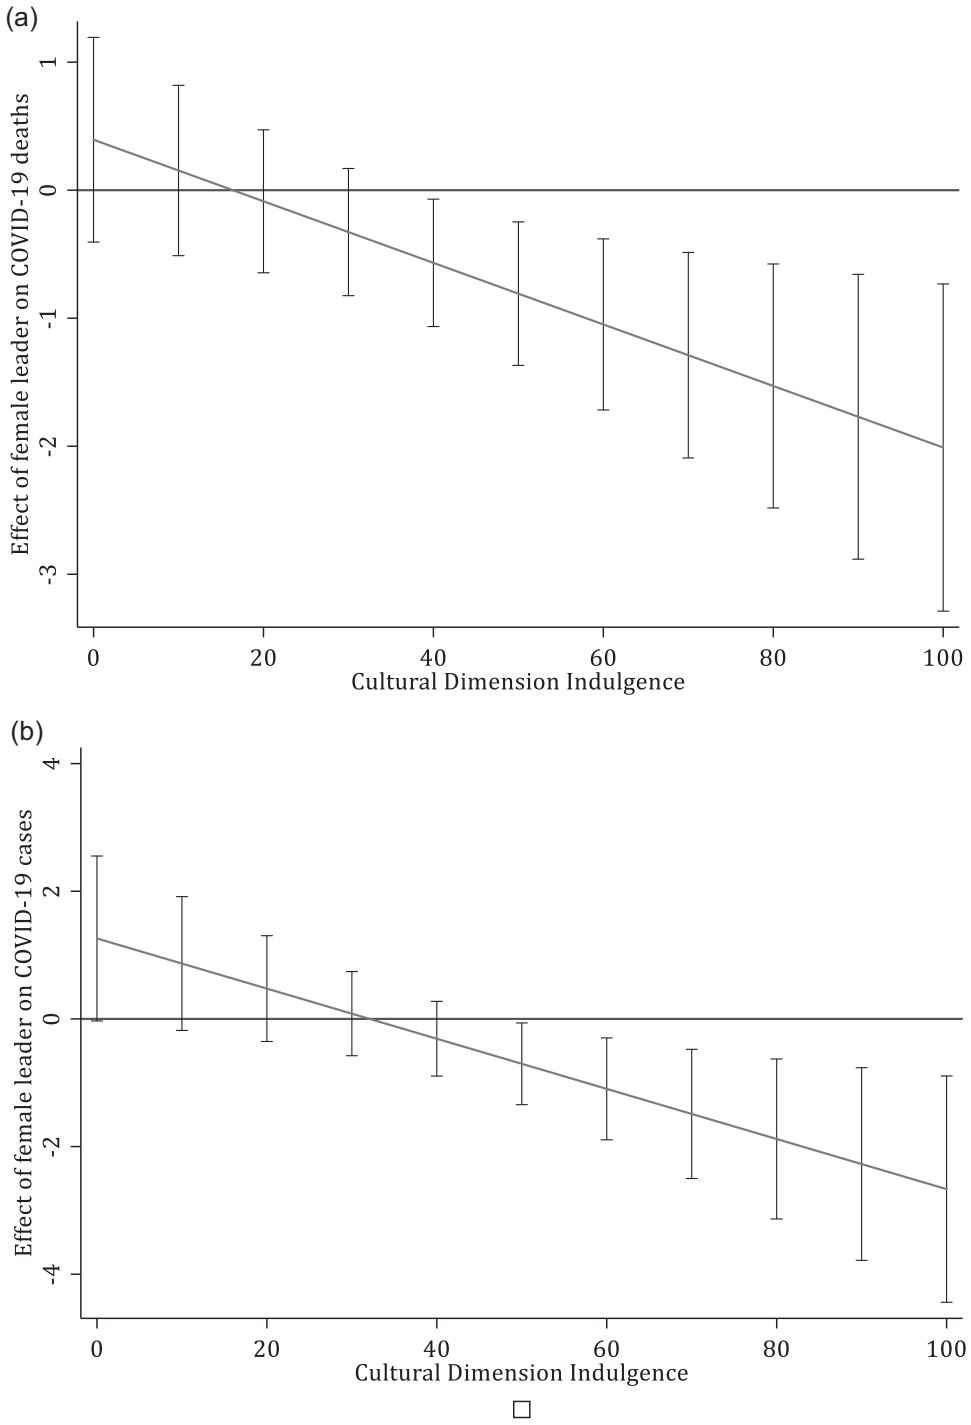 (a)
Effect of female leader on COVID-19 deaths
1
0
-1
-2
-3
0 20 40 60 80 100
Cultural Dimension Indulgence
(b)
Effect of female leader on COVID-19 cases
4
2
0
-2
-4
0 20 40 60 80 100
Cultural Dimension Indulgence